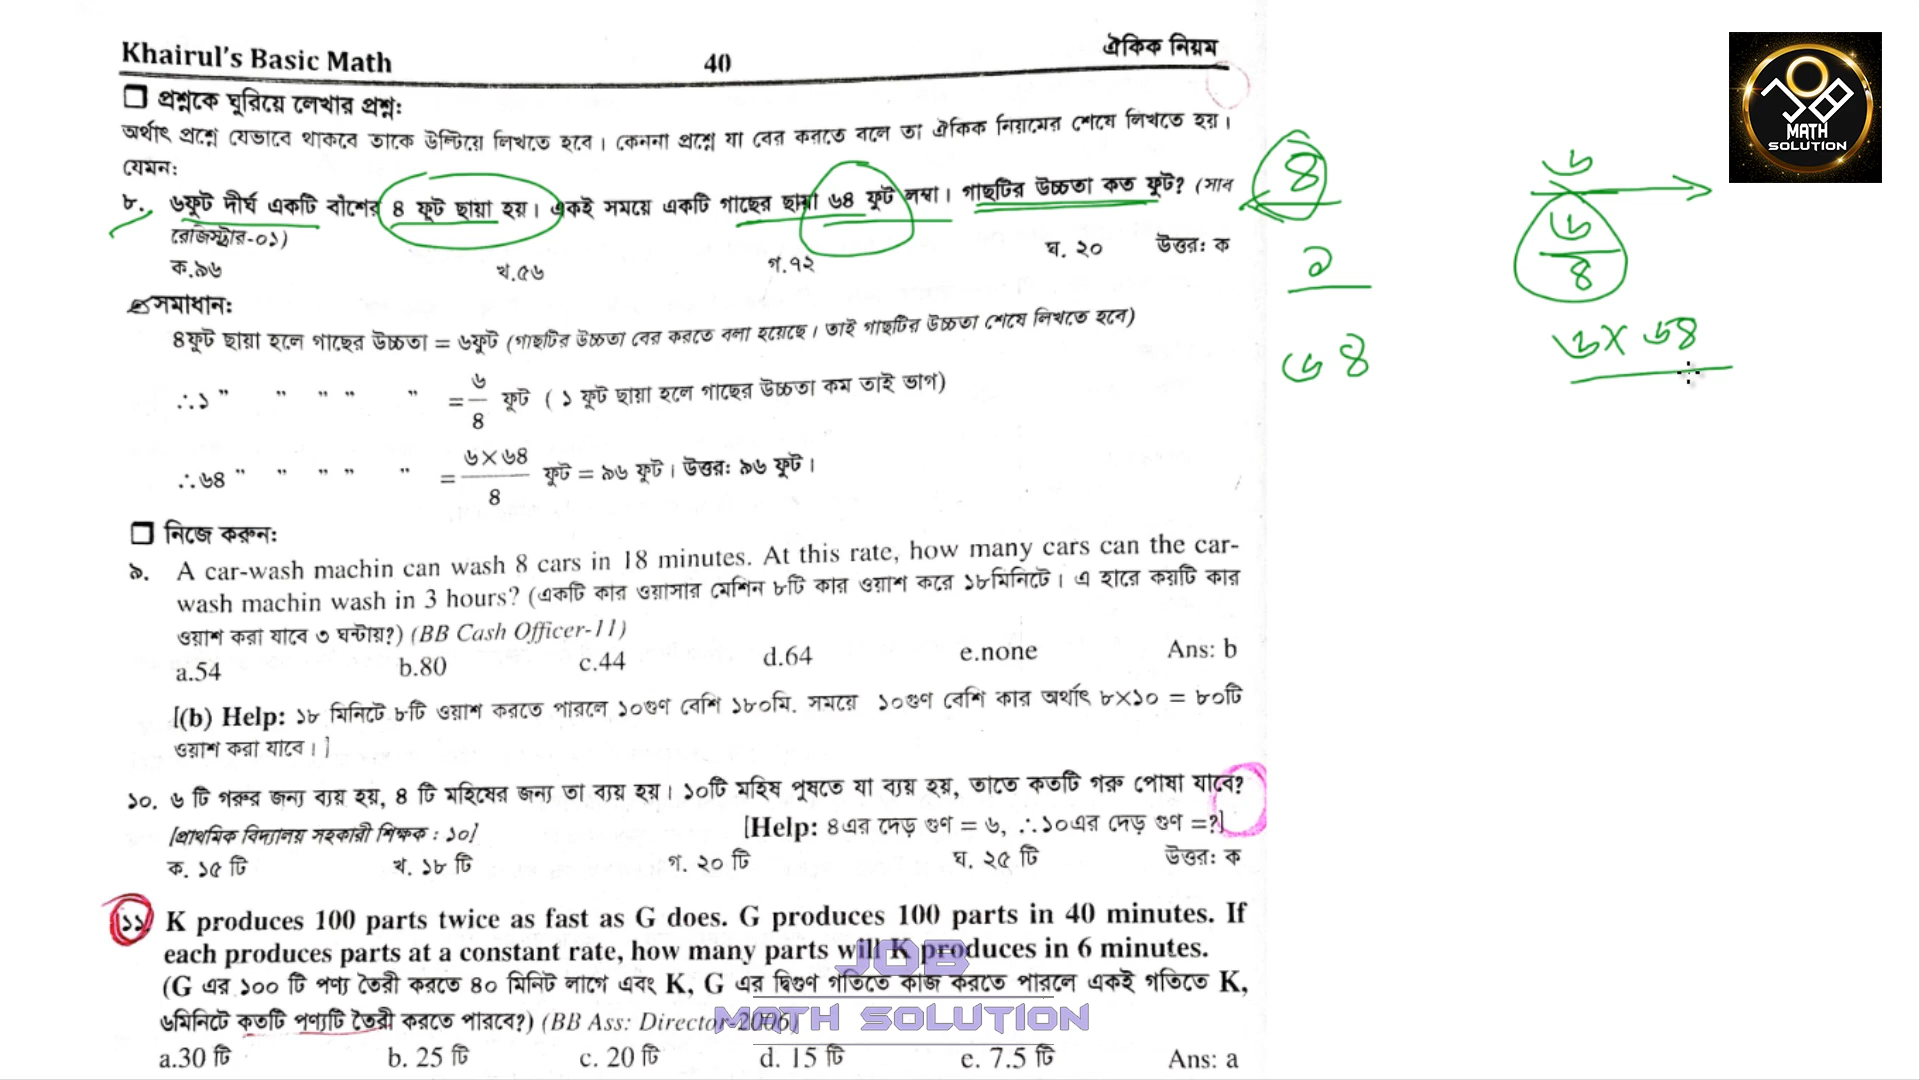 Khairul's Basic Math 40 ঐকিক নিয়ম
❒ প্রশ্নকে ঘুরিয়ে লেখার প্রশ্ন:
অর্থাৎ প্রশ্নে যেভাবে থাকবে তাকে উল্টিয়ে লিখতে হবে। কেননা প্রশ্নে যা বের করতে বলে তা ঐকিক নিয়মের শেষে লিখতে হয়।
যেমন:
৮. ৬ফুট দীর্ঘ একটি বাঁশের ৪ ফুট ছায়া হয়। একই সময়ে একটি গাছের ছায়া ৬৪ ফুট লম্বা। গাছটির উচ্চতা কত ফুট? (সাব
রেজিস্ট্রার-০১)
ক.৯৬ খ.৫৬ গ.৭২ ঘ. ২০ উত্তর: ক
সমাধান:
৪ফুট ছায়া হলে গাছের উচ্চতা = ৬ফুট (গাছটির উচ্চতা বের করতে বলা হয়েছে। তাই গাছটির উচ্চতা শেষে লিখতে হবে)
∴১ " " " " " = ৬/৪ ফুট ( ১ ফুট ছায়া হলে গাছের উচ্চতা কম তাই ভাগ)
∴৬৪ " " " " " = ৬×৬৪/৪ ফুট = ৯৬ ফুট। উত্তর: ৯৬ ফুট।
❒ নিজে করুন:
৯. A car-wash machin can wash 8 cars in 18 minutes. At this rate, how many cars can the car-
wash machin wash in 3 hours? (একটি কার ওয়াসার মেশিন ৮টি কার ওয়াশ করে ১৮মিনিটে। এ হারে কয়টি কার
ওয়াশ করা যাবে ৩ ঘন্টায়?) (BB Cash Officer-11)
a.54 b.80 c.44 d.64 e.none Ans: b
[(b) Help: ১৮ মিনিটে ৮টি ওয়াশ করতে পারলে ১০গুণ বেশি ১৮০মি. সময়ে ১০গুণ বেশি কার অর্থাৎ ৮×১০ = ৮০টি
ওয়াশ করা যাবে।]
১০. ৬ টি গরুর জন্য ব্যয় হয়, ৪ টি মহিষের জন্য তা ব্যয় হয়। ১০টি মহিষ পুষতে যা ব্যয় হয়, তাতে কতটি গরু পোষা যাবে?
[প্রাথমিক বিদ্যালয় সহকারী শিক্ষক : ১০] [Help: ৪এর দেড় গুণ = ৬, ∴১০এর দেড় গুণ =?]
ক. ১৫ টি খ. ১৮ টি গ. ২০ টি ঘ. ২৫ টি উত্তর: ক
১১. K produces 100 parts twice as fast as G does. G produces 100 parts in 40 minutes. If
each produces parts at a constant rate, how many parts will K produces in 6 minutes.
(G এর ১০০ টি পণ্য তৈরী করতে ৪০ মিনিট লাগে এবং K, G এর দ্বিগুণ গতিতে কাজ করতে পারলে একই গতিতে K,
৬মিনিটে কতটি পণ্যটি তৈরী করতে পারবে?) (BB Ass: Director-2006)
a.30 টি b. 25 টি c. 20 টি d. 15 টি e. 7.5 টি Ans: a
৪ ৬
১ ৬/৪
৬৪ ৬×৬৪
MATH
SOLUTION
JOB
MATH SOLUTION